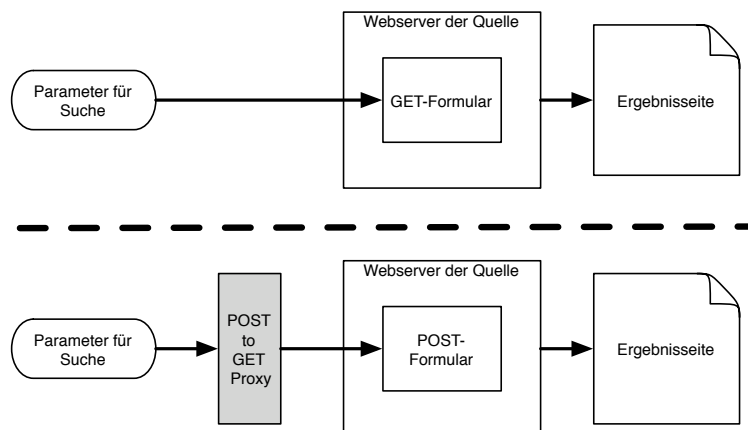 Webserver der Quelle
Parameter für
Suche
GET-Formular
Ergebnisseite
Webserver der Quelle
Parameter für
Suche
POST
to
GET
Proxy
POST-
Formular
Ergebnisseite